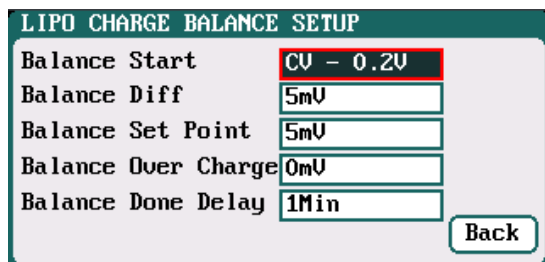 LIPO CHARGE BALANCE SETUP
Balance Start CV - 0.2V
Balance Diff 5mV
Balance Set Point 5mV
Balance Over Charge 0mV
Balance Done Delay 1Min
Back